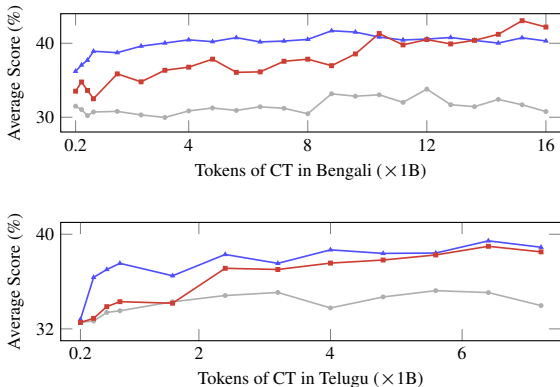 Average Score (%)
40
30
0.2 4 8 12 16
Tokens of CT in Bengali (×1B)
Average Score (%)
40
32
0.2 2 4 6
Tokens of CT in Telugu (×1B)